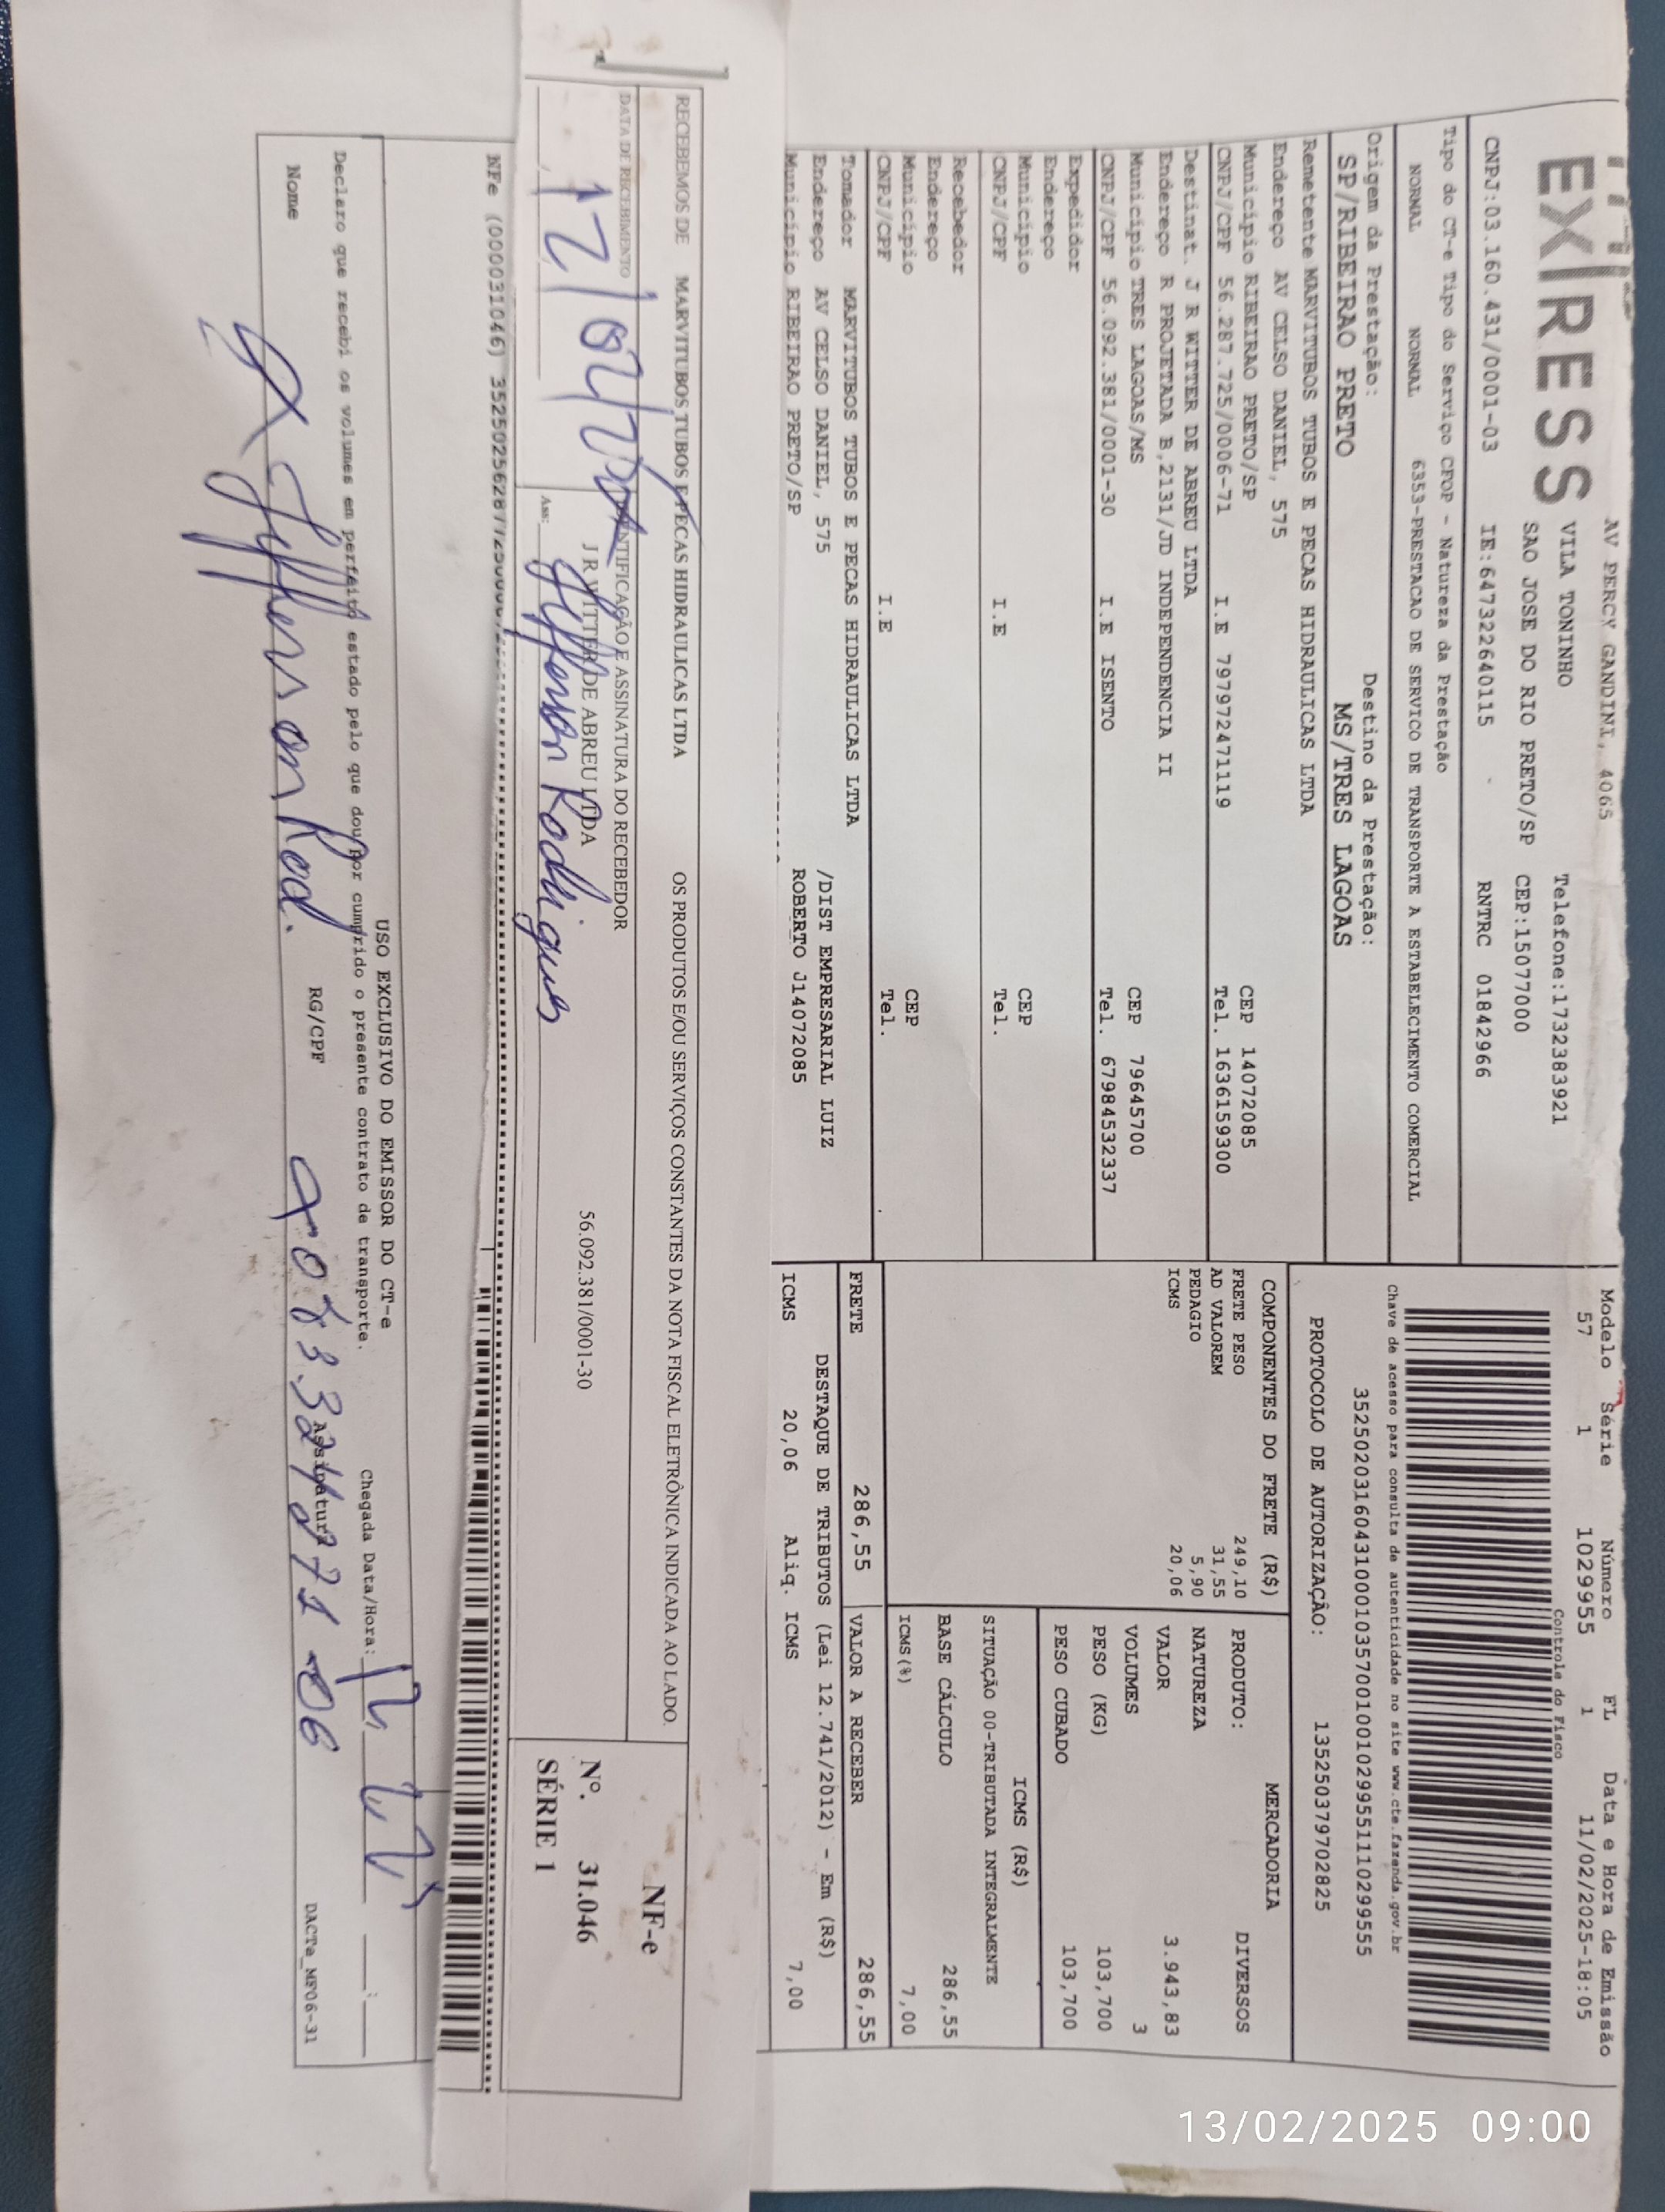 EXPRESS
AV PERCY GANDINI, 4065
VILA TONINHO
Telefone:1732383921
SAO JOSE DO RIO PRETO/SP CEP:15077000
CNPJ:03.160.431/0001-03 IE:647322640115 RNTRC 01842966
Modelo Série Número FL Data e Hora de Emissão
57 1 1029955 1 11/02/2025-18:05
Controle do Fisco
Tipo do CT-e Tipo do Serviço CFOP - Natureza da Prestação
NORMAL NORMAL 6353-PRESTACAO DE SERVICO DE TRANSPORTE A ESTABELECIMENTO COMERCIAL
Chave de acesso para consulta de autenticidade no site www.cte.fazenda.gov.br
35250203160431000103570010010299551110299555
Origem da Prestação: Destino da Prestação:
SP/RIBEIRAO PRETO MS/TRES LAGOAS
PROTOCOLO DE AUTORIZAÇÃO: 135250379702825
Remetente MARVITUBOS TUBOS E PECAS HIDRAULICAS LTDA
Endereço AV CELSO DANIEL, 575
Município RIBEIRAO PRETO/SP CEP 14072085
CNPJ/CPF 56.287.725/0006-71 I.E 797972471119 Tel. 1636159300
Destinat. J R WITTER DE ABREU LTDA
Endereço R PROJETADA B,2131/JD INDEPENDENCIA II
Município TRES LAGOAS/MS CEP 79645700
CNPJ/CPF 56.092.381/0001-30 I.E ISENTO Tel. 67984532337
Expedidor
Endereço
Município CEP
CNPJ/CPF I.E Tel.
Recebedor
Endereço
Município CEP
CNPJ/CPF I.E Tel.
Tomador MARVITUBOS TUBOS E PECAS HIDRAULICAS LTDA
Endereço AV CELSO DANIEL, 575 /DIST EMPRESARIAL LUIZ
Município RIBEIRAO PRETO/SP ROBERTO J14072085
COMPONENTES DO FRETE (R$)
FRETE PESO 249,10
AD VALOREM 31,55
PEDAGIO 5,90
ICMS 20,06
MERCADORIA
PRODUTO: DIVERSOS
NATUREZA
VALOR 3.943,83
VOLUMES 3
PESO (KG) 103,700
PESO CUBADO 103,700
ICMS (R$)
SITUAÇÃO 00-TRIBUTADA INTEGRALMENTE
BASE CÁLCULO 286,55
ICMS(%) 7,00
FRETE 286,55 VALOR A RECEBER 286,55
DESTAQUE DE TRIBUTOS (Lei 12.741/2012) - Em (R$)
ICMS 20,06 Aliq. ICMS 7,00
RECEBEMOS DE MARVITUBOS TUBOS E PECAS HIDRAULICAS LTDA OS PRODUTOS E/OU SERVIÇOS CONSTANTES DA NOTA FISCAL ELETRÔNICA INDICADA AO LADO.
DATA DE RECEBIMENTO IDENTIFICAÇÃO E ASSINATURA DO RECEBEDOR
J R WITTER DE ABREU LTDA 56.092.381/0001-30
Ass: Jefferson Rodrigues
NF-e
Nº. 31.046
SÉRIE 1
NFe (000031046)
USO EXCLUSIVO DO EMISSOR DO CT-e
Declaro que recebi os volumes em perfeito estado pelo que dou por cumprido o presente contrato de transporte.
Chegada Data/Hora:
Nome Jefferson Rod. RG/CPF Assinatura
DACTe_MF06-31
13/02/2025 09:00